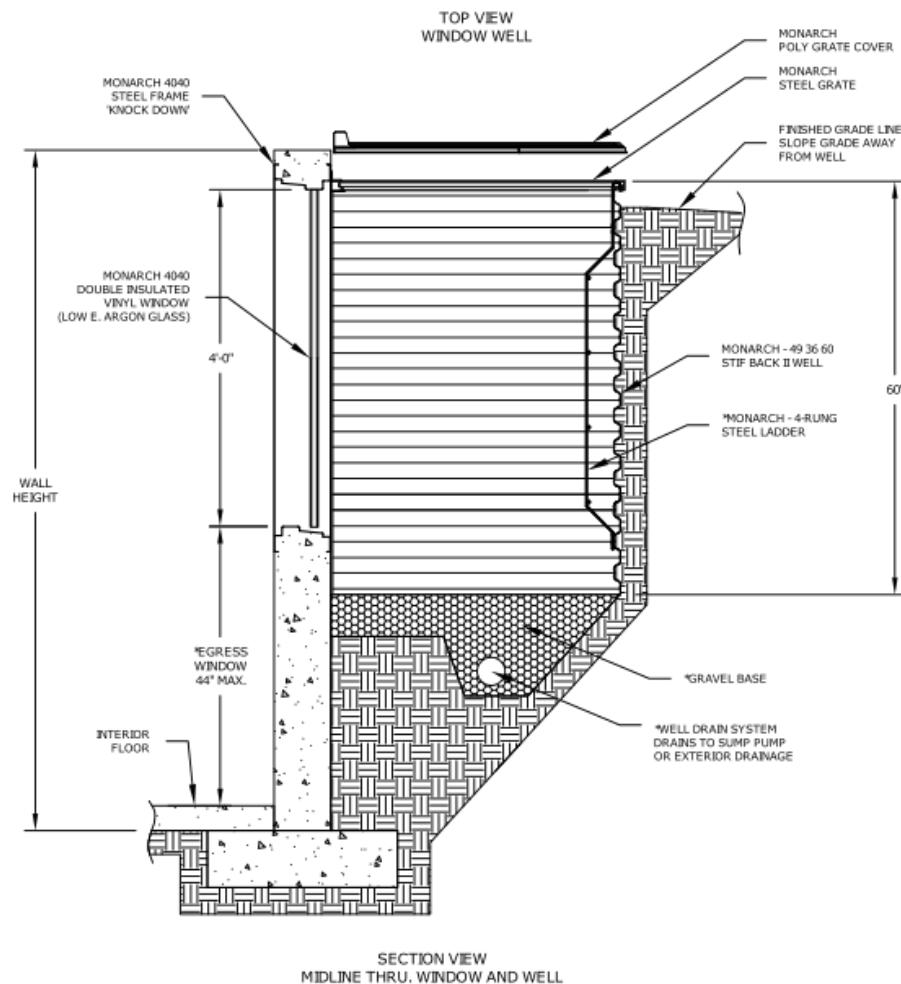 TOP VIEW
WINDOW WELL
MONARCH
POLY GRATE COVER
MONARCH
STEEL GRATE
MONARCH 4040
STEEL FRAME
'KNOCK DOWN'
FINISHED GRADE LINE
SLOPE GRADE AWAY
FROM WELL
MONARCH 4040
DOUBLE INSULATED
VINYL WINDOW
(LOW E. ARGON GLASS)
4'-0"
MONARCH - 49 36 60
STIF BACK II WELL
60"
*MONARCH - 4-RUNG
STEEL LADDER
WALL
HEIGHT
*EGRESS
WINDOW
44" MAX.
*GRAVEL BASE
*WELL DRAIN SYSTEM
DRAINS TO SUMP PUMP
OR EXTERIOR DRAINAGE
INTERIOR
FLOOR
SECTION VIEW
MIDLINE THRU. WINDOW AND WELL